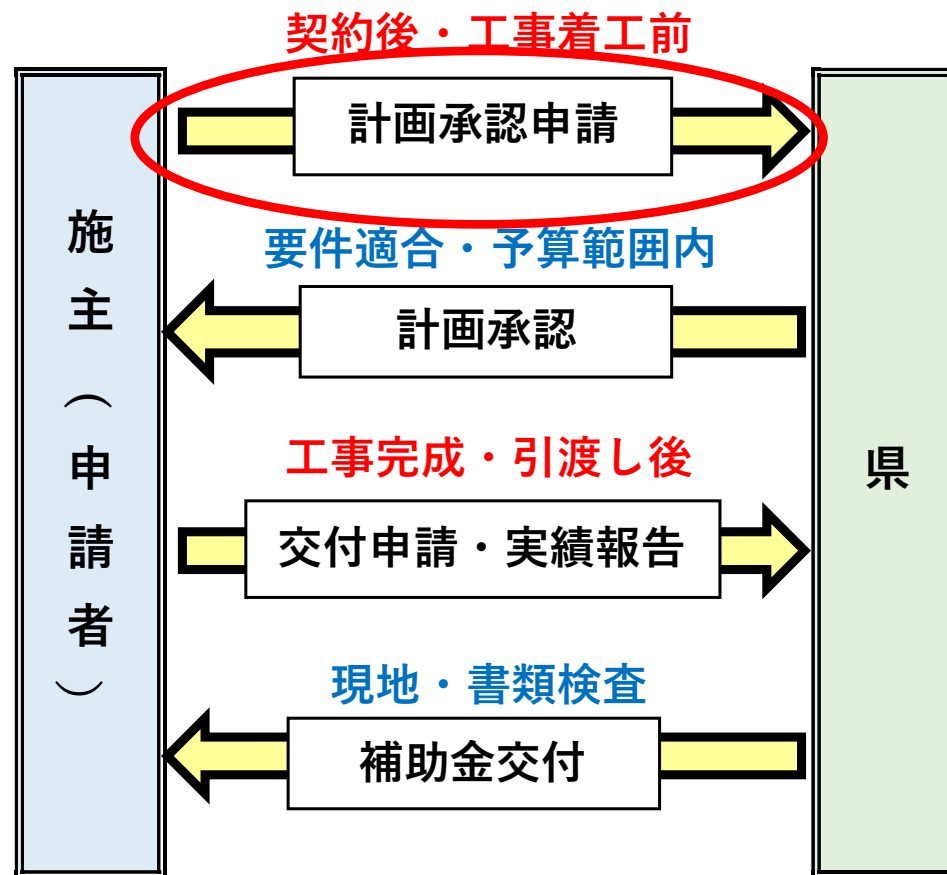 契約後・工事着工前
計画承認申請
要件適合・予算範囲内
計画承認
工事完成・引渡し後
交付申請・実績報告
現地・書類検査
補助金交付
施主（申請者）
県